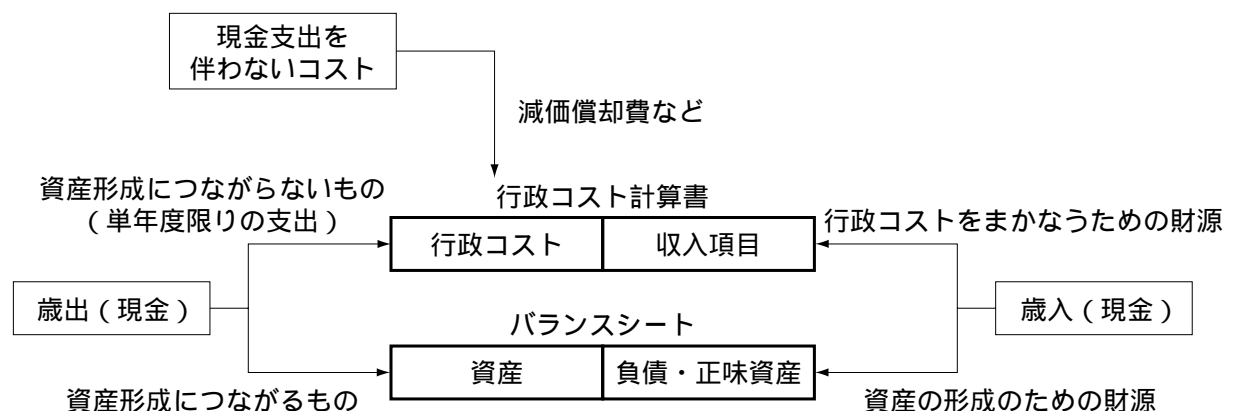 現金支出を
伴わないコスト
減価償却費など
資産形成につながらないもの
（単年度限りの支出）
行政コスト計算書
行政コストをまかなうための財源
行政コスト
収入項目
歳出（現金）
歳入（現金）
バランスシート
資産
負債・正味資産
資産形成につながるもの
資産の形成のための財源